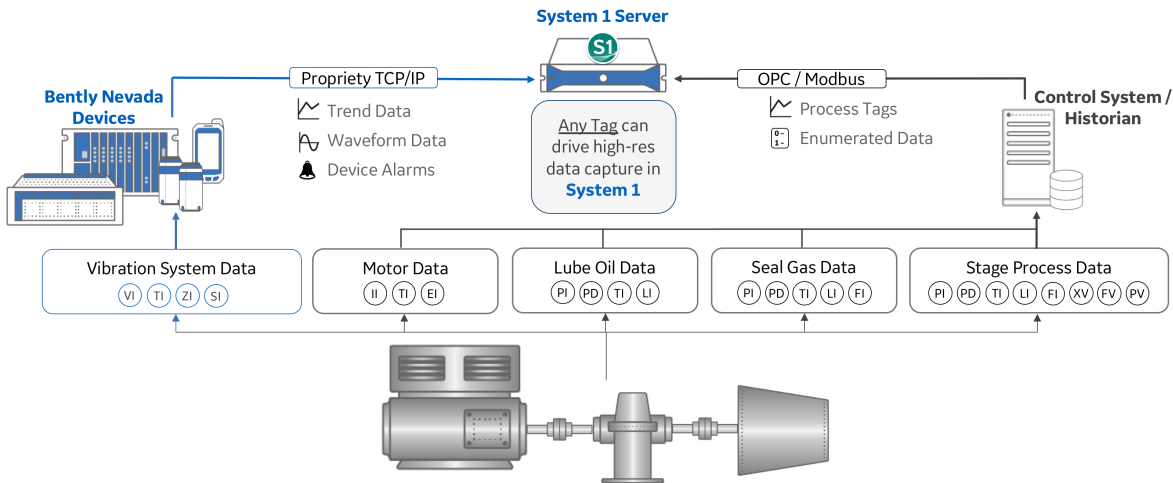 System 1 Server
S1
Propriety TCP/IP
OPC / Modbus
Bently Nevada
Devices
Trend Data
Waveform Data
Device Alarms
Any Tag can
drive high-res
data capture in
System 1
Process Tags
0-
1-
Enumerated Data
Control System /
Historian
Vibration System Data
VI TI ZI SI
Motor Data
II TI EI
Lube Oil Data
PI PD TI LI
Seal Gas Data
PI PD TI LI FI
Stage Process Data
PI PD TI LI FI XV FV PV